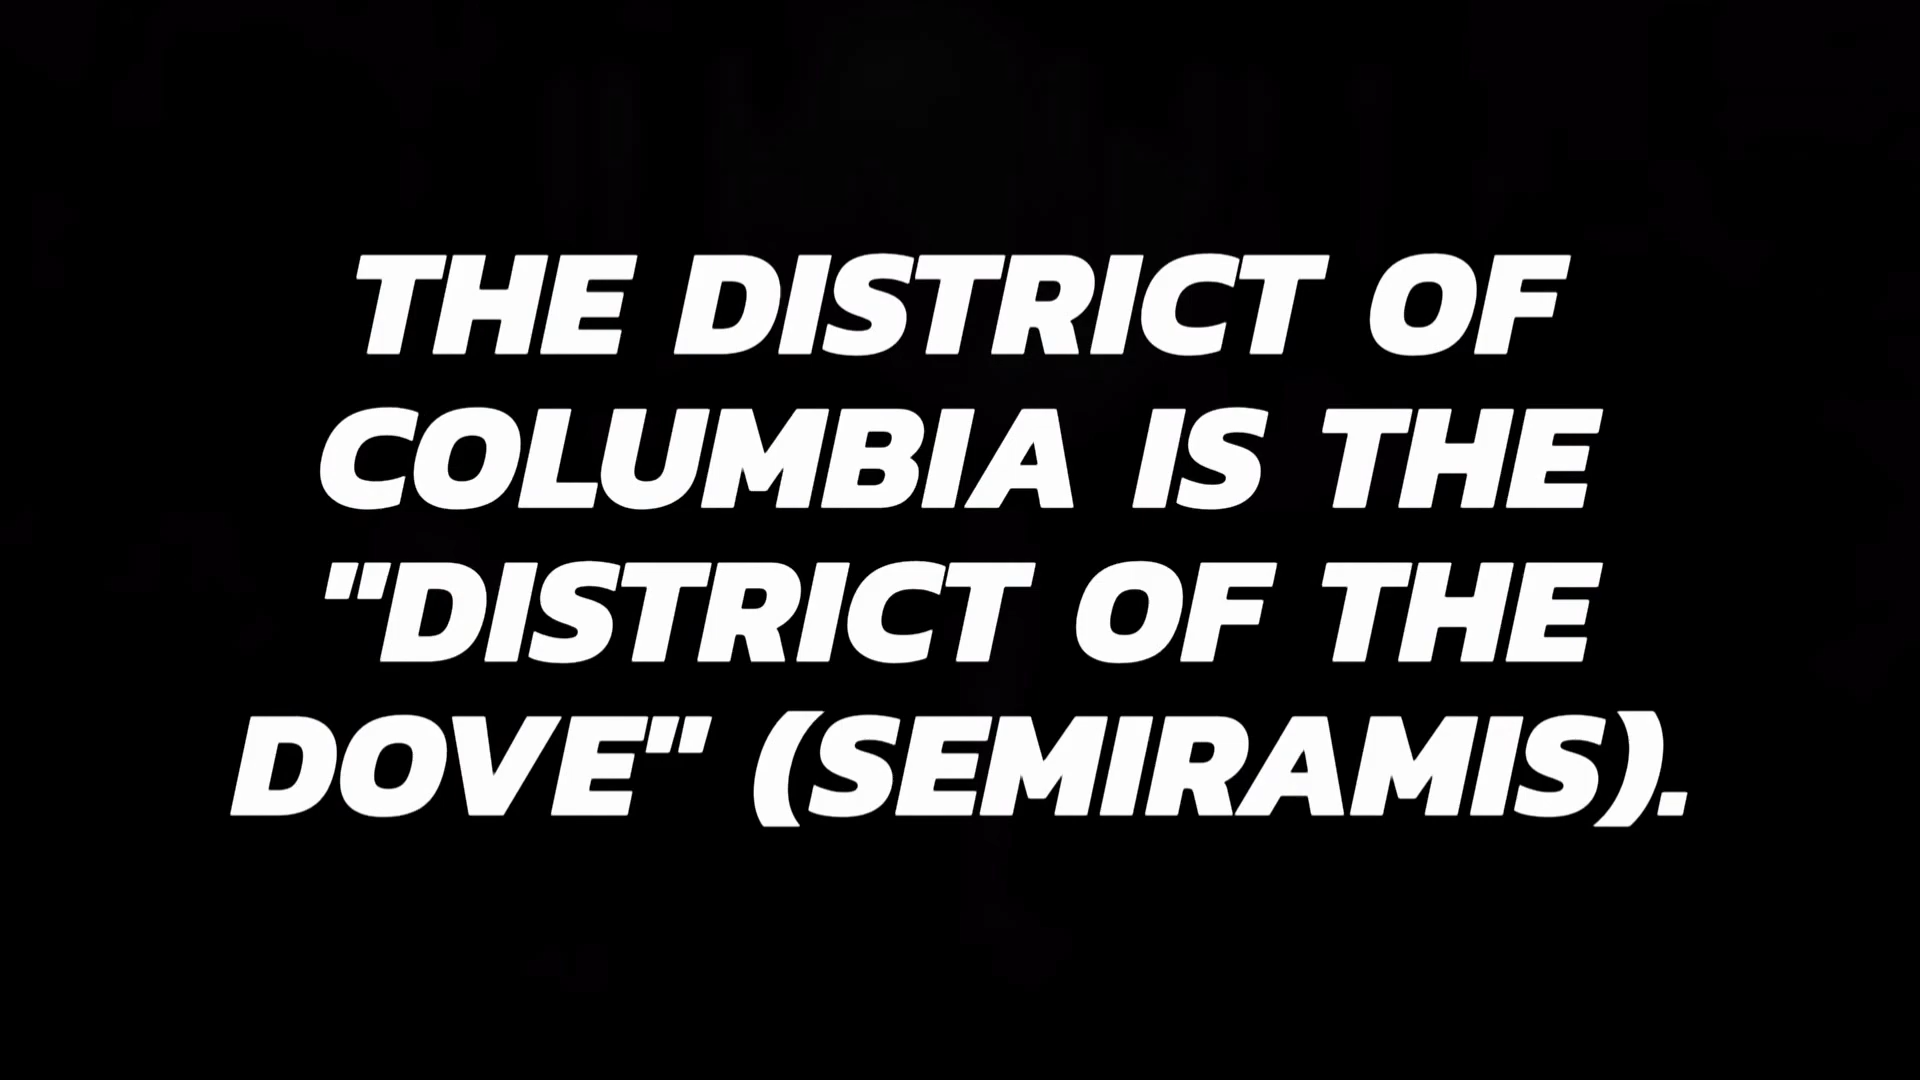 THE DISTRICT OF
COLUMBIA IS THE
"DISTRICT OF THE
DOVE" (SEMIRAMIS).